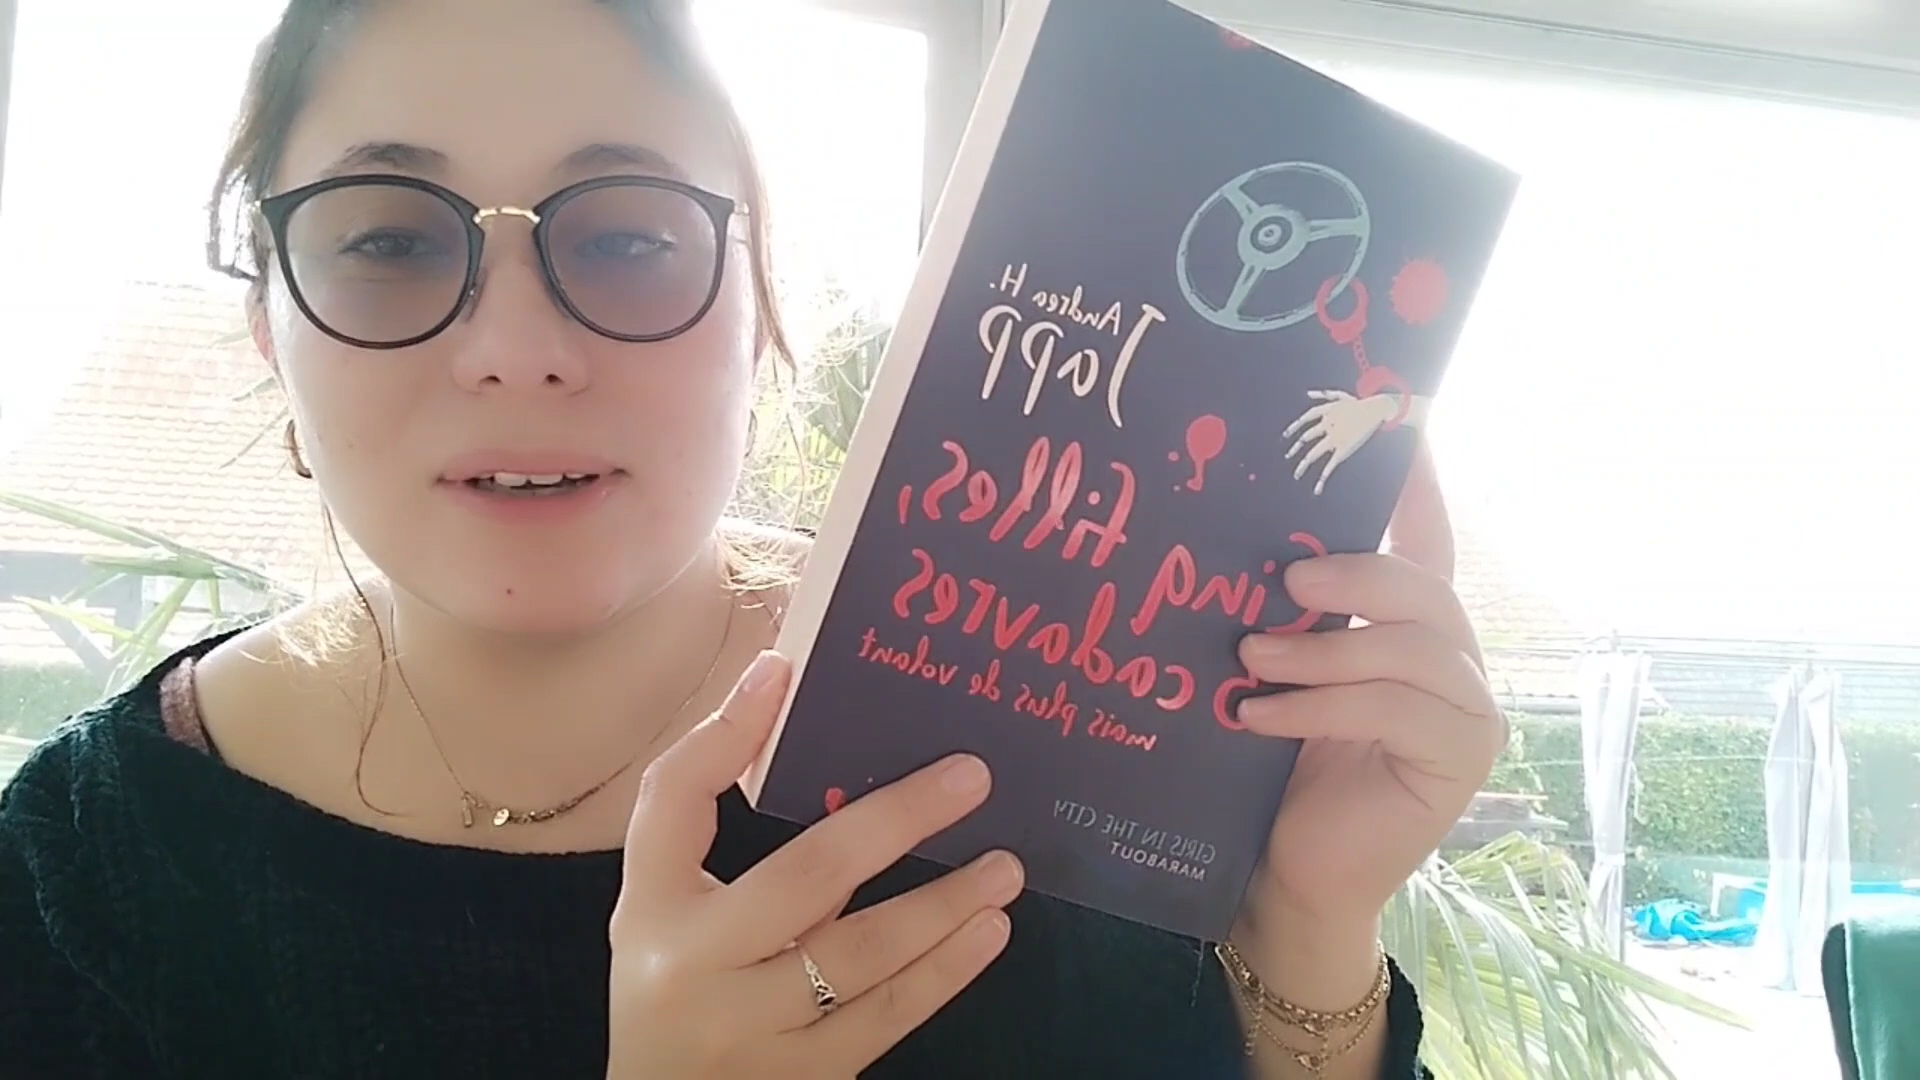 Andrea H.
Japp
Cinq filles,
3 cadavres
mais plus de volant
GIRLS IN THE CITY
MARABOUT